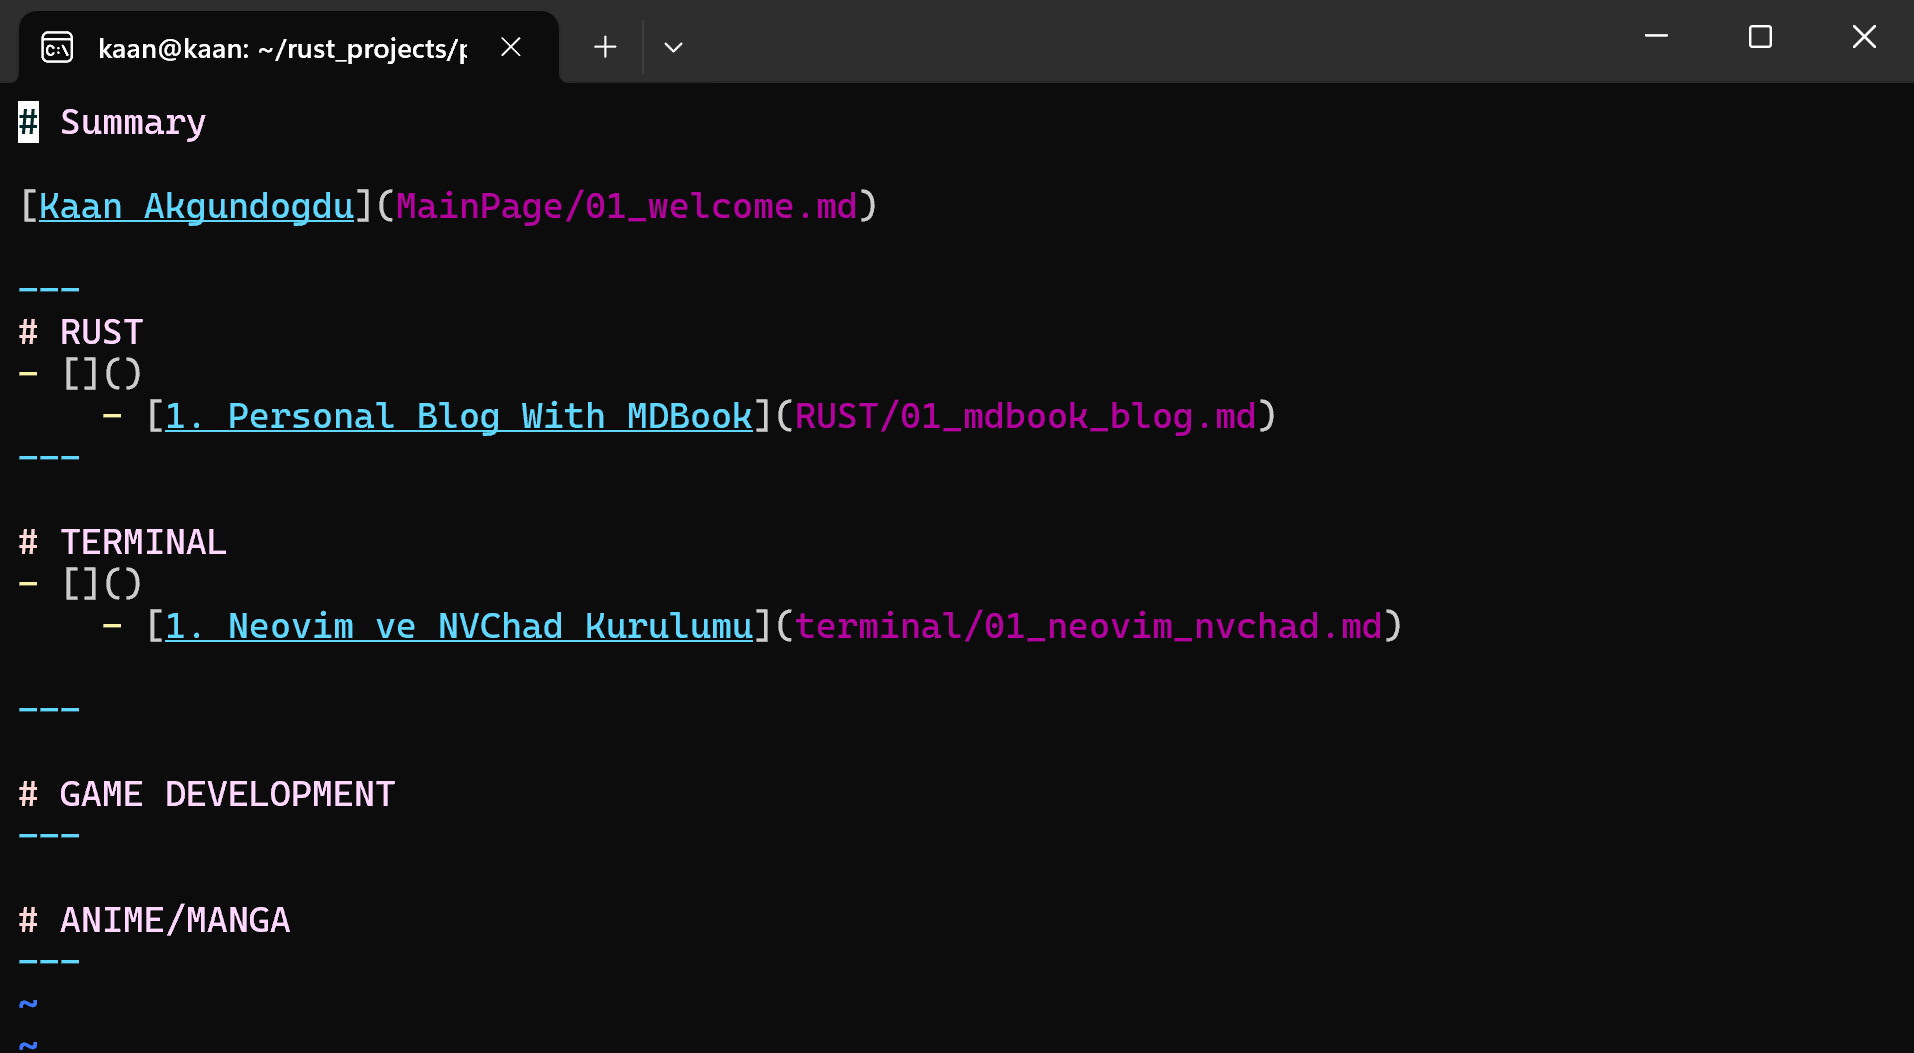 kaan@kaan: ~/rust_projects/p
# Summary
[Kaan Akgundogdu](MainPage/01_welcome.md)
---
# RUST
- []()
    - [1. Personal Blog With MDBook](RUST/01_mdbook_blog.md)
---
# TERMINAL
- []()
    - [1. Neovim ve NVChad Kurulumu](terminal/01_neovim_nvchad.md)
---
# GAME DEVELOPMENT
---
# ANIME/MANGA
---
~
~